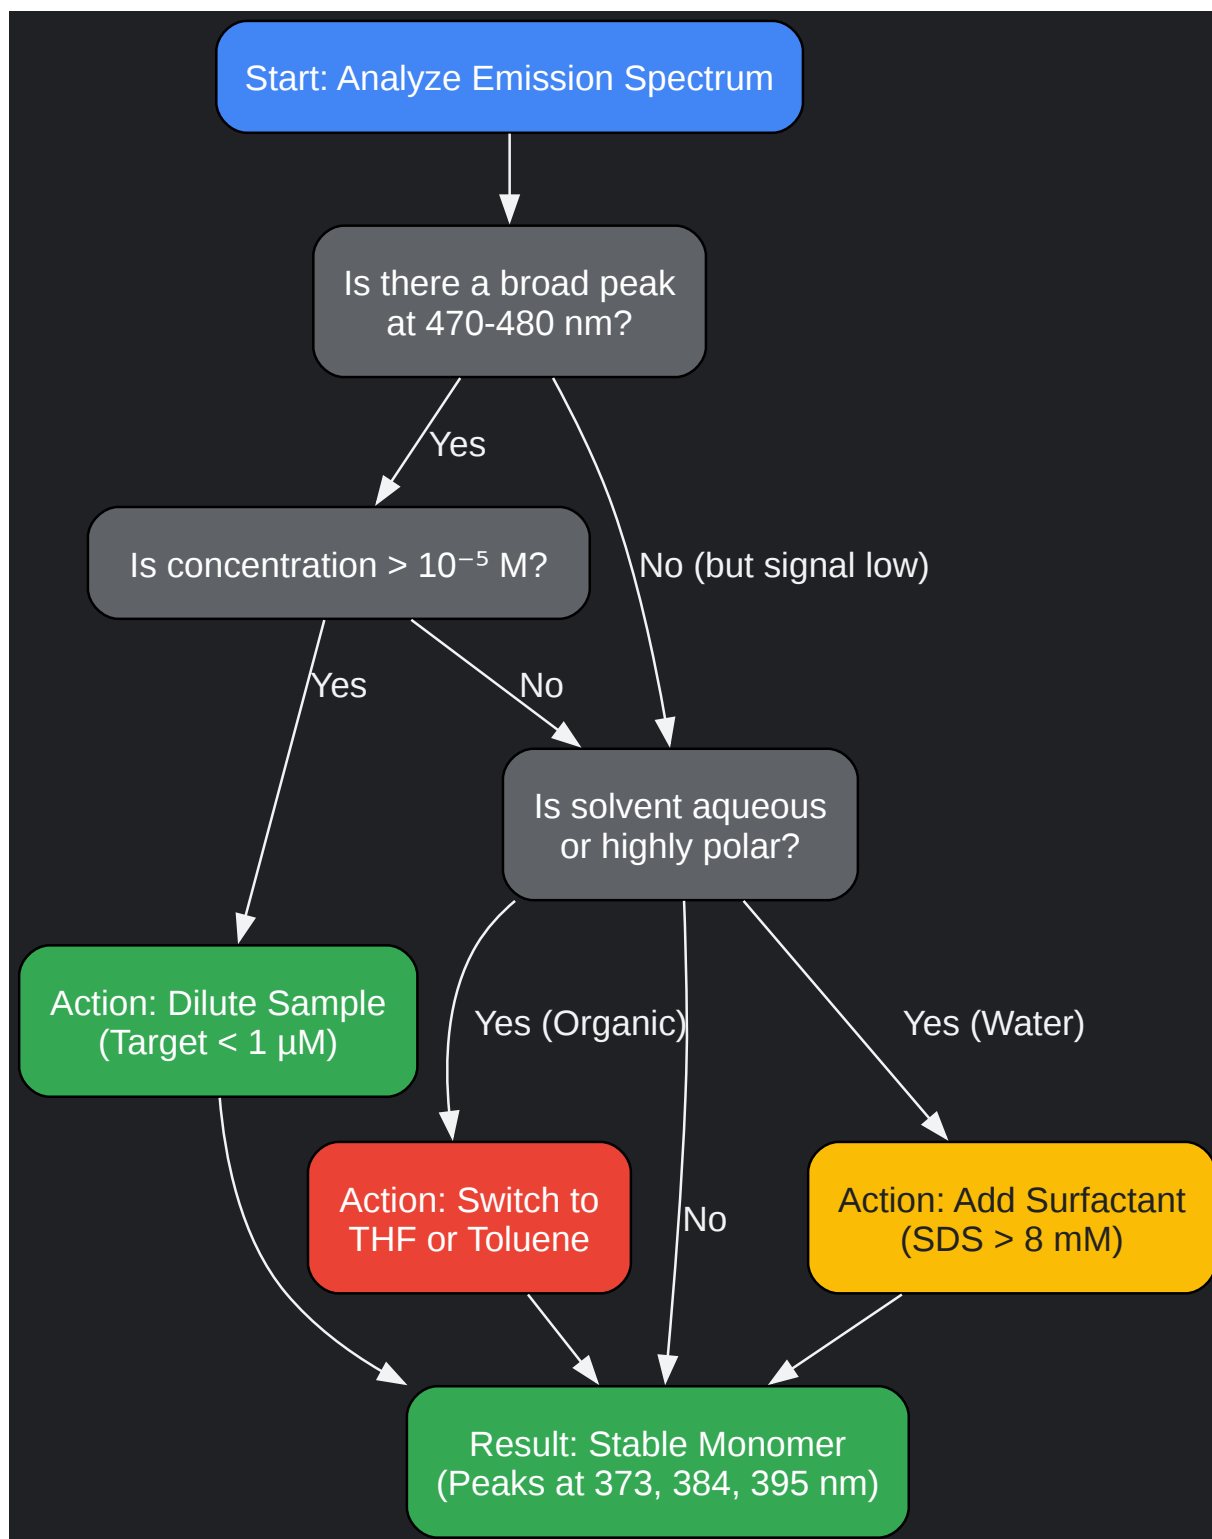 Start: Analyze Emission Spectrum
Is there a broad peak
at 470-480 nm?
Yes
Is concentration > 10⁻⁵ M?
No (but signal low)
Yes
No
Is solvent aqueous
or highly polar?
Action: Dilute Sample
(Target < 1 µM)
Yes (Organic)
Yes (Water)
Action: Switch to
THF or Toluene
No
Action: Add Surfactant
(SDS > 8 mM)
Result: Stable Monomer
(Peaks at 373, 384, 395 nm)